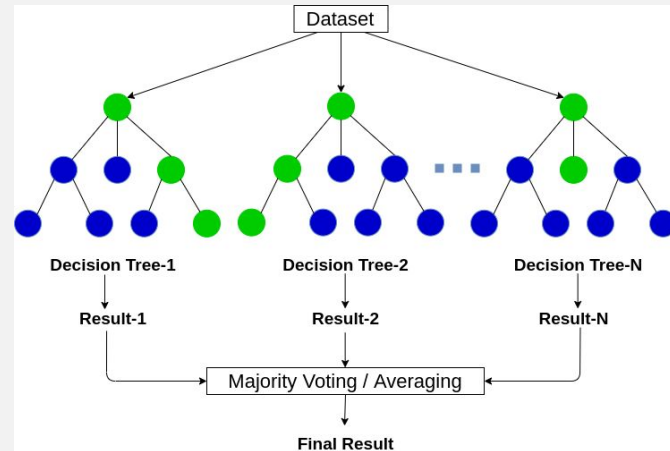 Dataset
Decision Tree-1
Decision Tree-2
Decision Tree-N
Result-1
Result-2
Result-N
Majority Voting / Averaging
Final Result